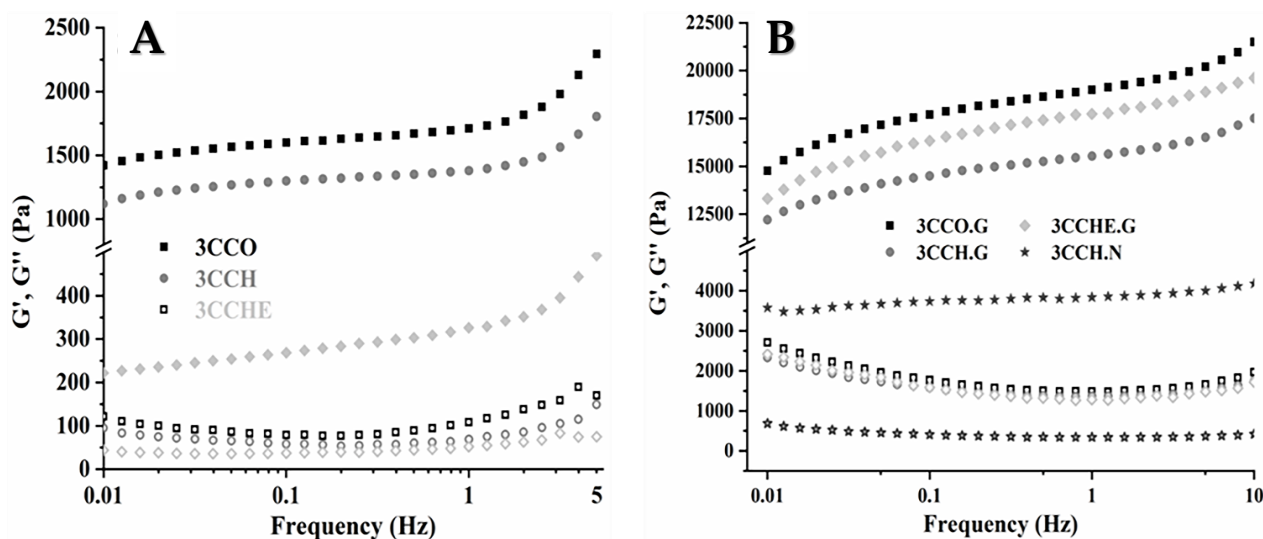 A
G', G'' (Pa)
2500
2000
1500
1000
400
300
200
100
0
3CCO
3CCH
3CCHE
0.01 0.1 1 5
Frequency (Hz)
B
G', G'' (Pa)
22500
20000
17500
15000
12500
4000
3000
2000
1000
0
3CCO.G 3CCHE.G
3CCH.G 3CCH.N
0.01 0.1 1 10
Frequency (Hz)